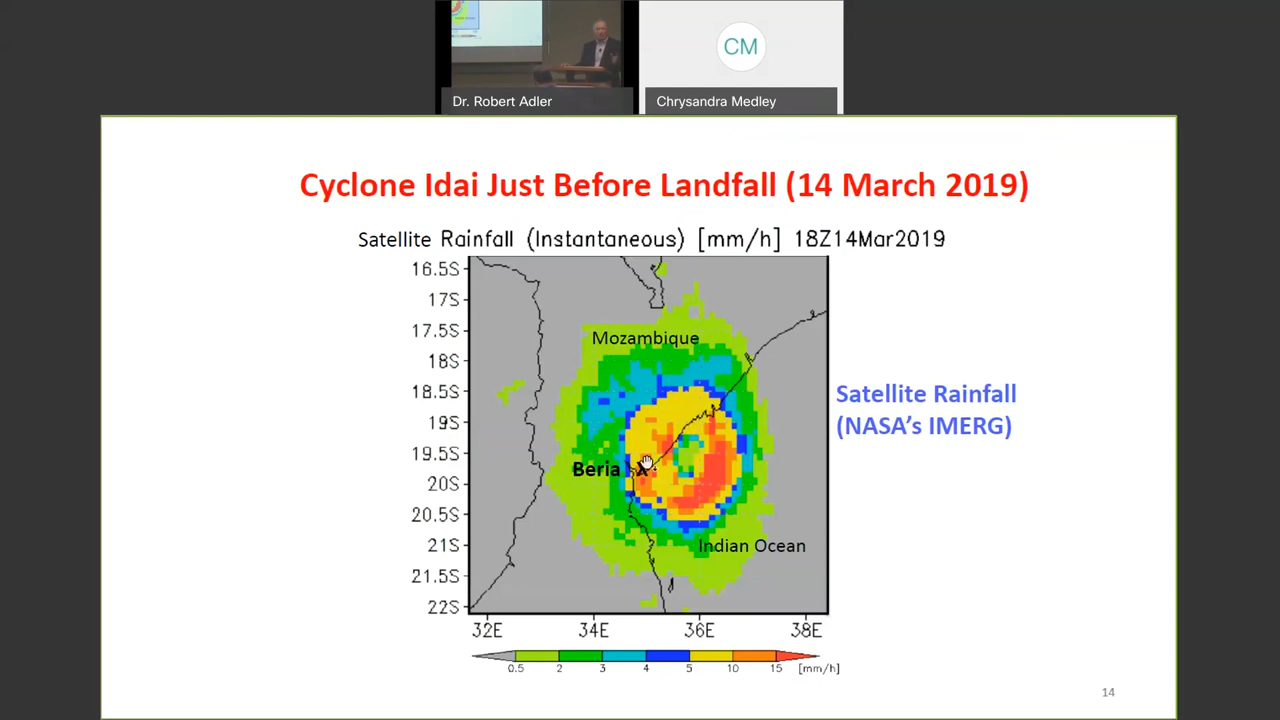 CM
Dr. Robert Adler
Chrysandra Medley
Cyclone Idai Just Before Landfall (14 March 2019)
Satellite Rainfall (Instantaneous) [mm/h] 18Z14Mar2019
16.5S
17S
17.5S
18S
18.5S
19S
19.5S
20S
20.5S
21S
21.5S
22S
Mozambique
Beria X
Indian Ocean
Satellite Rainfall
(NASA's IMERG)
32E 34E 36E 38E
0.5 2 3 4 5 10 15 [mm/h]
14